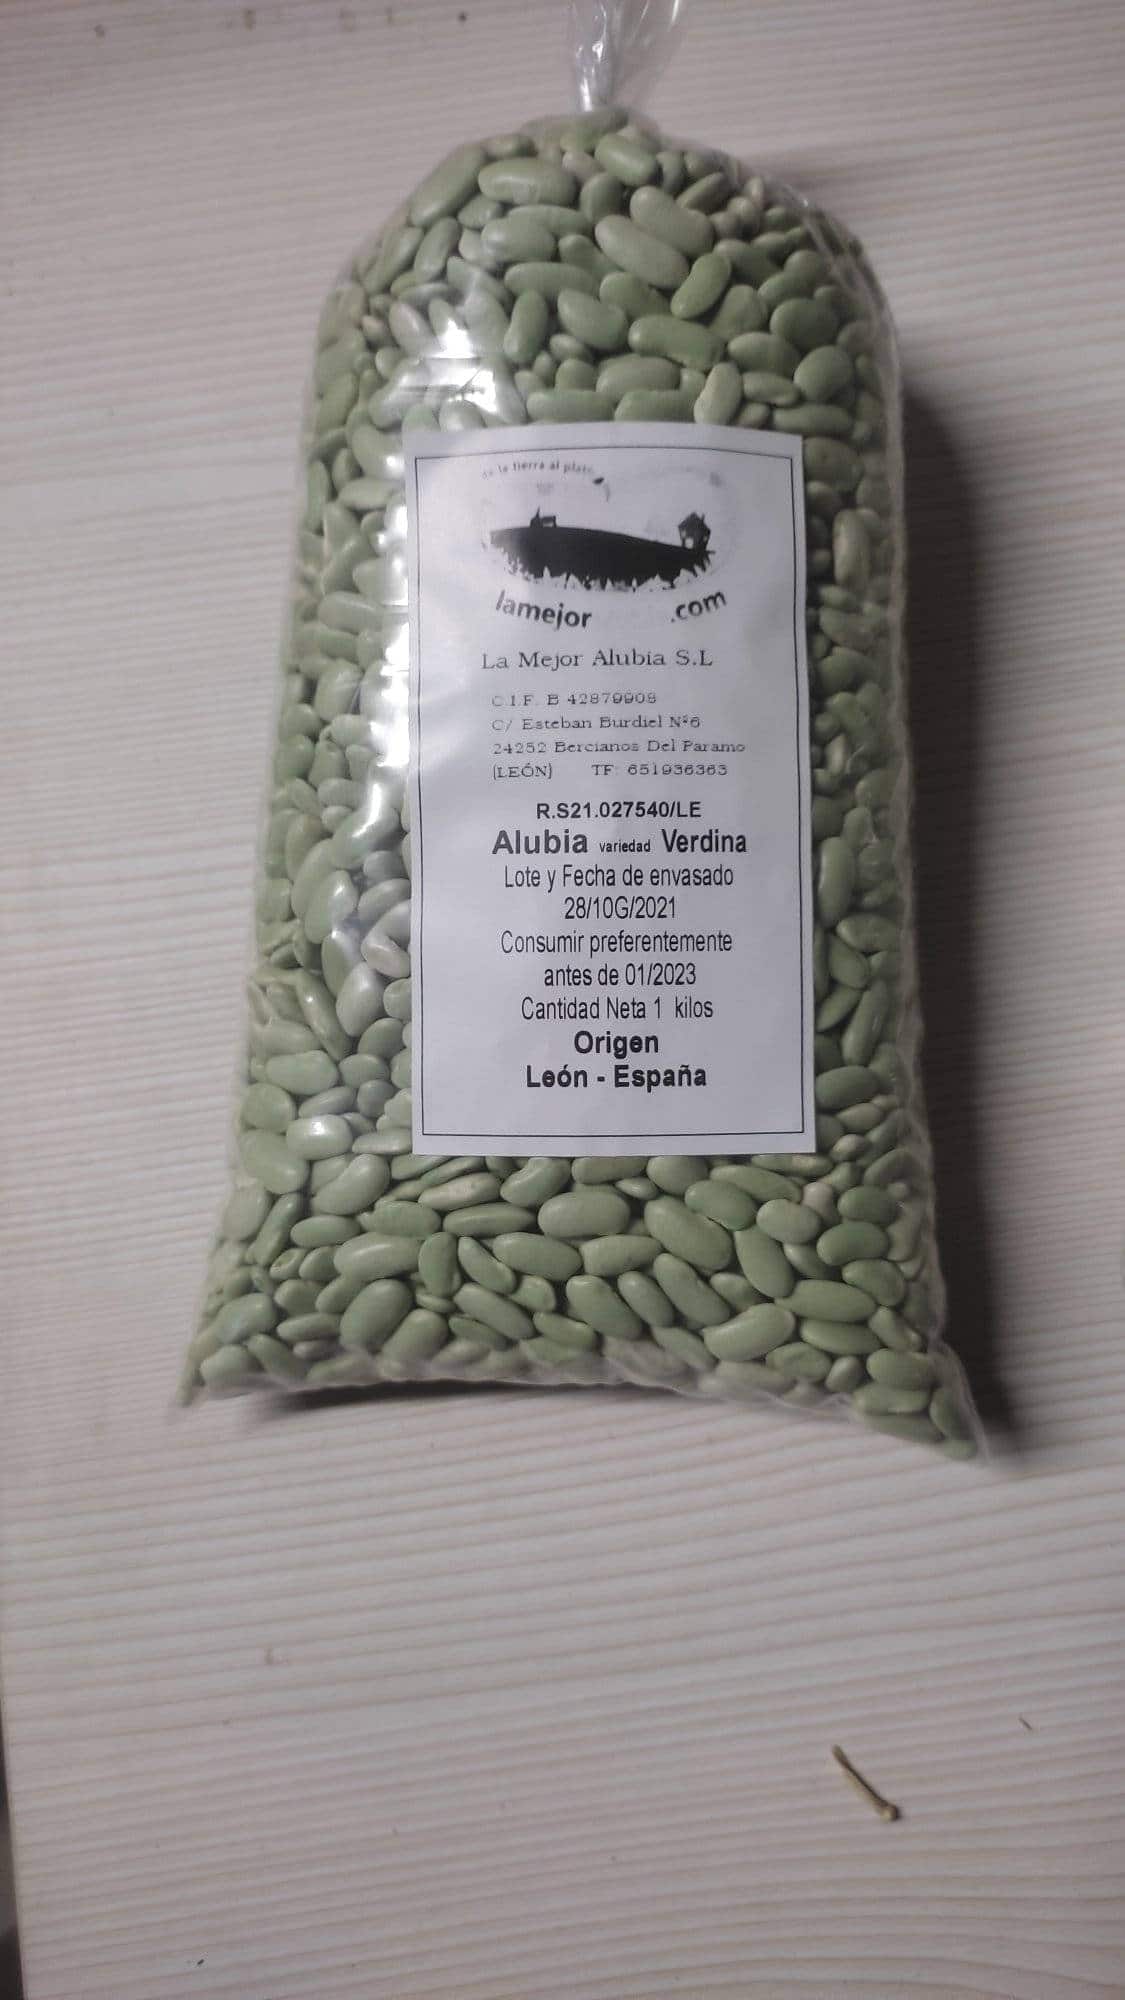 de la tierra al plato
lamejor .com
La Mejor Alubia S.L
C.I.F. B 42879908
C/ Esteban Burdiel Nº6
24252 Bercianos Del Paramo
(LEÓN) TF: 651936363
R.S21.027540/LE
Alubia variedad Verdina
Lote y Fecha de envasado
28/10G/2021
Consumir preferentemente
antes de 01/2023
Cantidad Neta 1 kilos
Origen
León - España